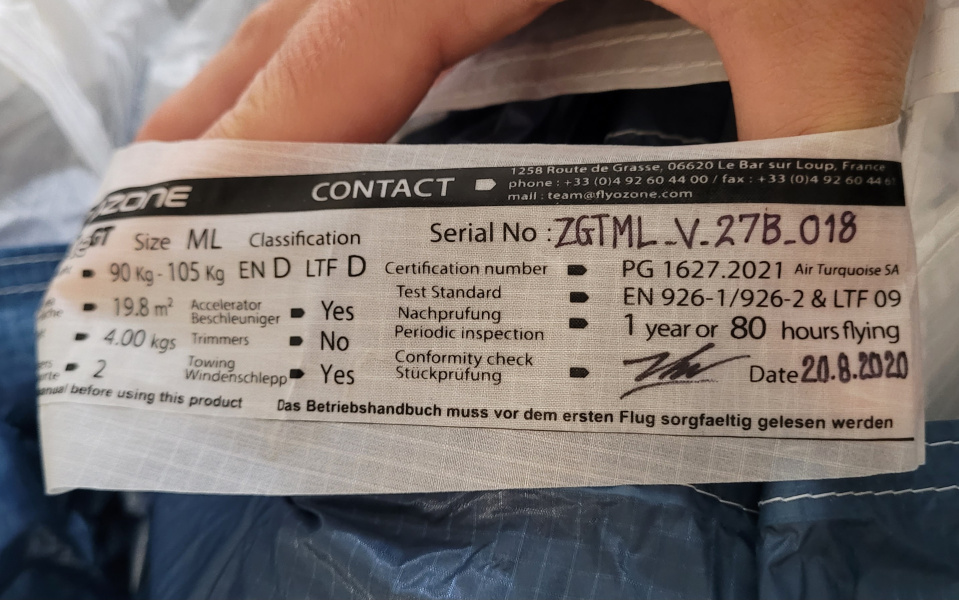 OZONE CONTACT 1258 Route de Grasse, 06620 Le Bar sur Loup, France
phone : +33 (0)4 92 60 44 00 / fax : +33 (0)4 92 60 44
mail : team@flyozone.com
GT Size ML Classification Serial No : ZGTML_V_27B_018
90 Kg - 105 Kg EN D LTF D Certification number PG 1627.2021 Air Turquoise SA
19.8 m² Accelerator Beschleuniger Yes Test Standard EN 926-1/926-2 & LTF 09
4.00 kgs Trimmers No Nachprufung Periodic inspection 1 year or 80 hours flying
2 Towing Windenschlepp Yes Conformity check Stückprüfung Date 20.8.2020
before using this product Das Betriebshandbuch muss vor dem ersten Flug sorgfaeltig gelesen werden